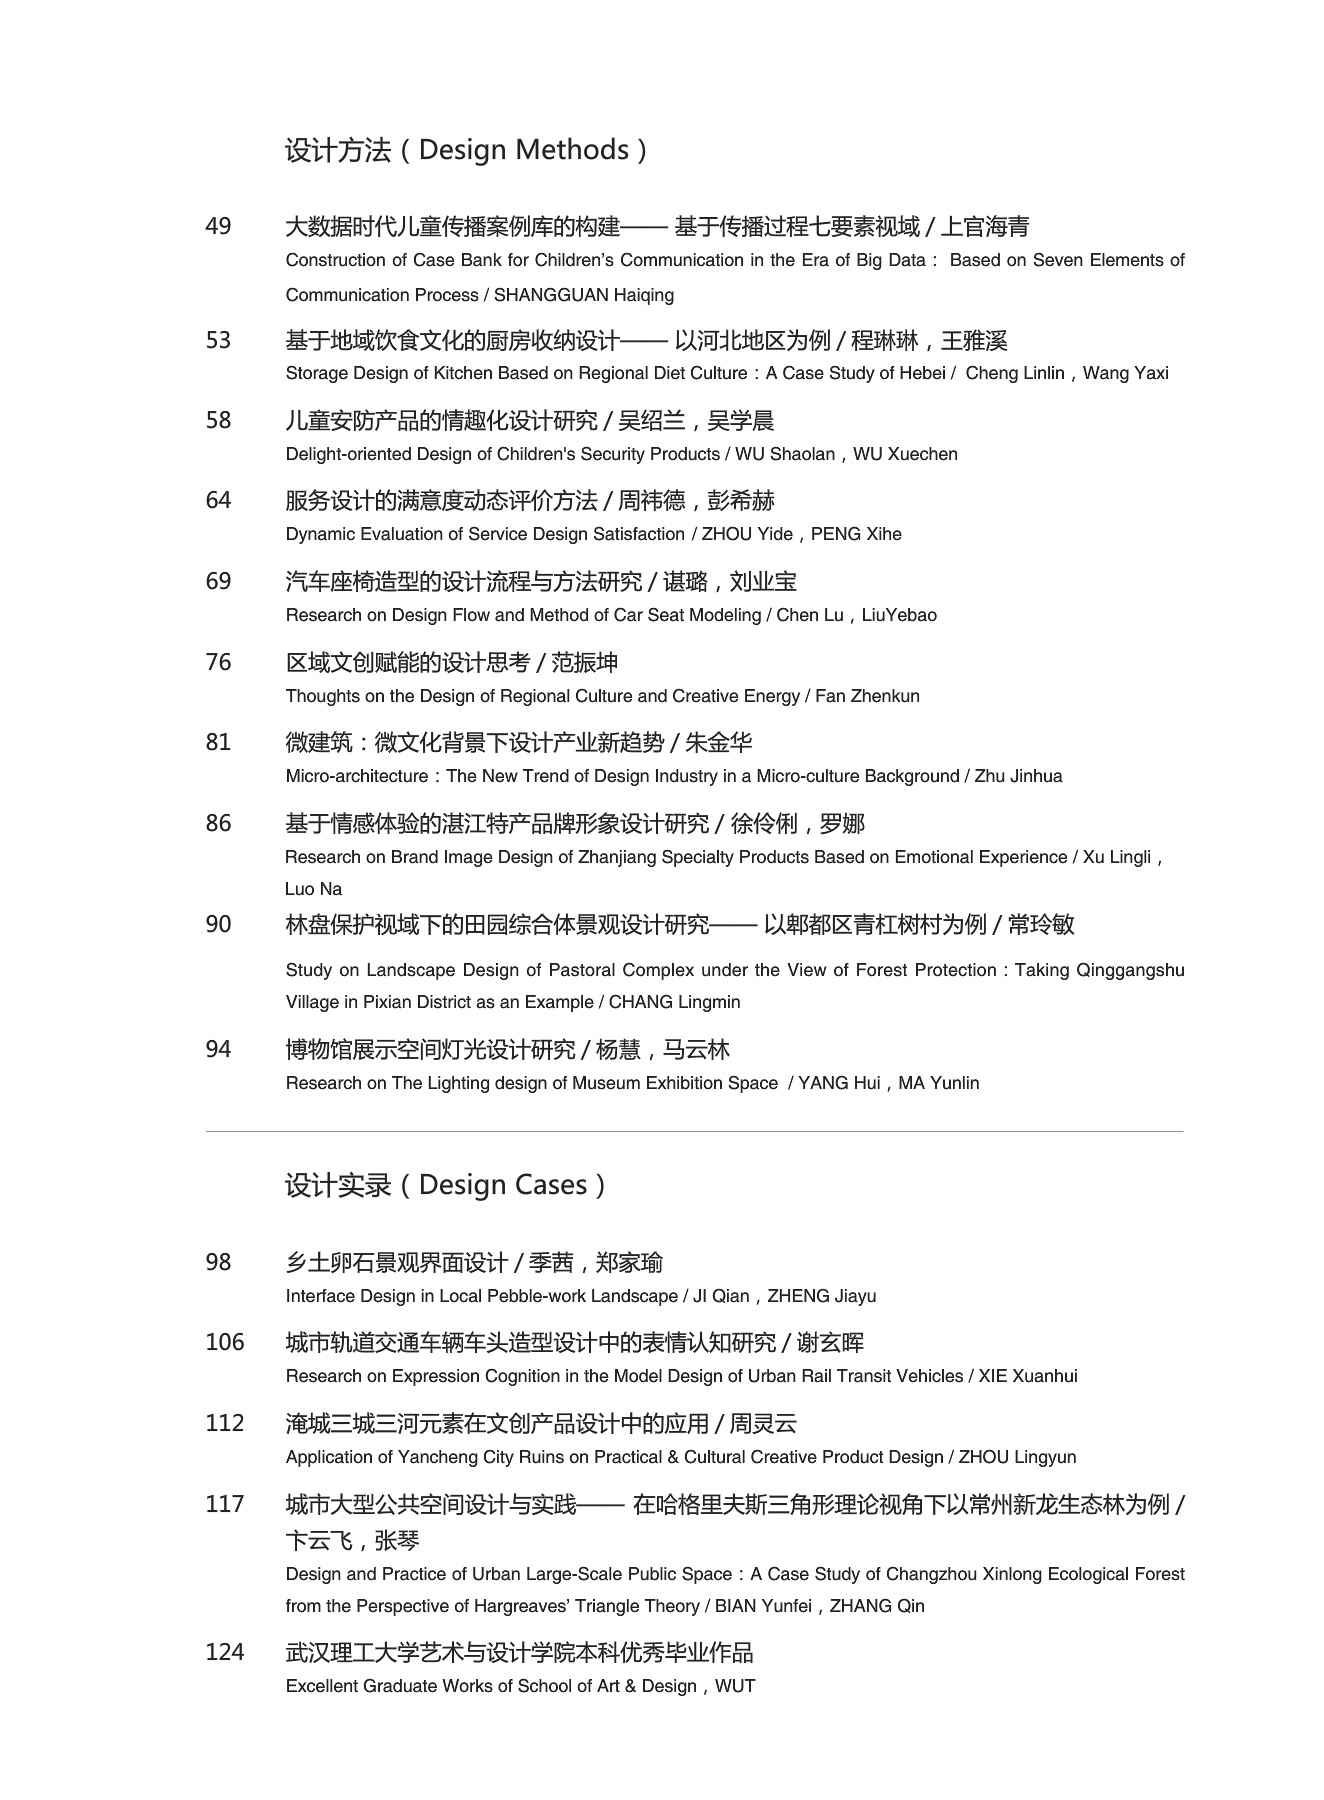 设计方法（Design Methods）
49 大数据时代儿童传播案例库的构建—— 基于传播过程七要素视域 / 上官海青
Construction of Case Bank for Children’s Communication in the Era of Big Data： Based on Seven Elements of
Communication Process / SHANGGUAN Haiqing
53 基于地域饮食文化的厨房收纳设计—— 以河北地区为例 / 程琳琳，王雅溪
Storage Design of Kitchen Based on Regional Diet Culture：A Case Study of Hebei / Cheng Linlin，Wang Yaxi
58 儿童安防产品的情趣化设计研究 / 吴绍兰，吴学晨
Delight-oriented Design of Children's Security Products / WU Shaolan，WU Xuechen
64 服务设计的满意度动态评价方法 / 周祎德，彭希赫
Dynamic Evaluation of Service Design Satisfaction / ZHOU Yide，PENG Xihe
69 汽车座椅造型的设计流程与方法研究 / 谌璐，刘业宝
Research on Design Flow and Method of Car Seat Modeling / Chen Lu，LiuYebao
76 区域文创赋能的设计思考 / 范振坤
Thoughts on the Design of Regional Culture and Creative Energy / Fan Zhenkun
81 微建筑：微文化背景下设计产业新趋势 / 朱金华
Micro-architecture：The New Trend of Design Industry in a Micro-culture Background / Zhu Jinhua
86 基于情感体验的湛江特产品牌形象设计研究 / 徐伶俐，罗娜
Research on Brand Image Design of Zhanjiang Specialty Products Based on Emotional Experience / Xu Lingli，
Luo Na
90 林盘保护视域下的田园综合体景观设计研究—— 以郫都区青杠树村为例 / 常玲敏
Study on Landscape Design of Pastoral Complex under the View of Forest Protection：Taking Qinggangshu
Village in Pixian District as an Example / CHANG Lingmin
94 博物馆展示空间灯光设计研究 / 杨慧，马云林
Research on The Lighting design of Museum Exhibition Space / YANG Hui，MA Yunlin
设计实录（Design Cases）
98 乡土卵石景观界面设计 / 季茜，郑家瑜
Interface Design in Local Pebble-work Landscape / JI Qian，ZHENG Jiayu
106 城市轨道交通车辆车头造型设计中的表情认知研究 / 谢玄晖
Research on Expression Cognition in the Model Design of Urban Rail Transit Vehicles / XIE Xuanhui
112 淹城三城三河元素在文创产品设计中的应用 / 周灵云
Application of Yancheng City Ruins on Practical & Cultural Creative Product Design / ZHOU Lingyun
117 城市大型公共空间设计与实践—— 在哈格里夫斯三角形理论视角下以常州新龙生态林为例 /
卞云飞，张琴
Design and Practice of Urban Large-Scale Public Space：A Case Study of Changzhou Xinlong Ecological Forest
from the Perspective of Hargreaves’ Triangle Theory / BIAN Yunfei，ZHANG Qin
124 武汉理工大学艺术与设计学院本科优秀毕业作品
Excellent Graduate Works of School of Art & Design，WUT